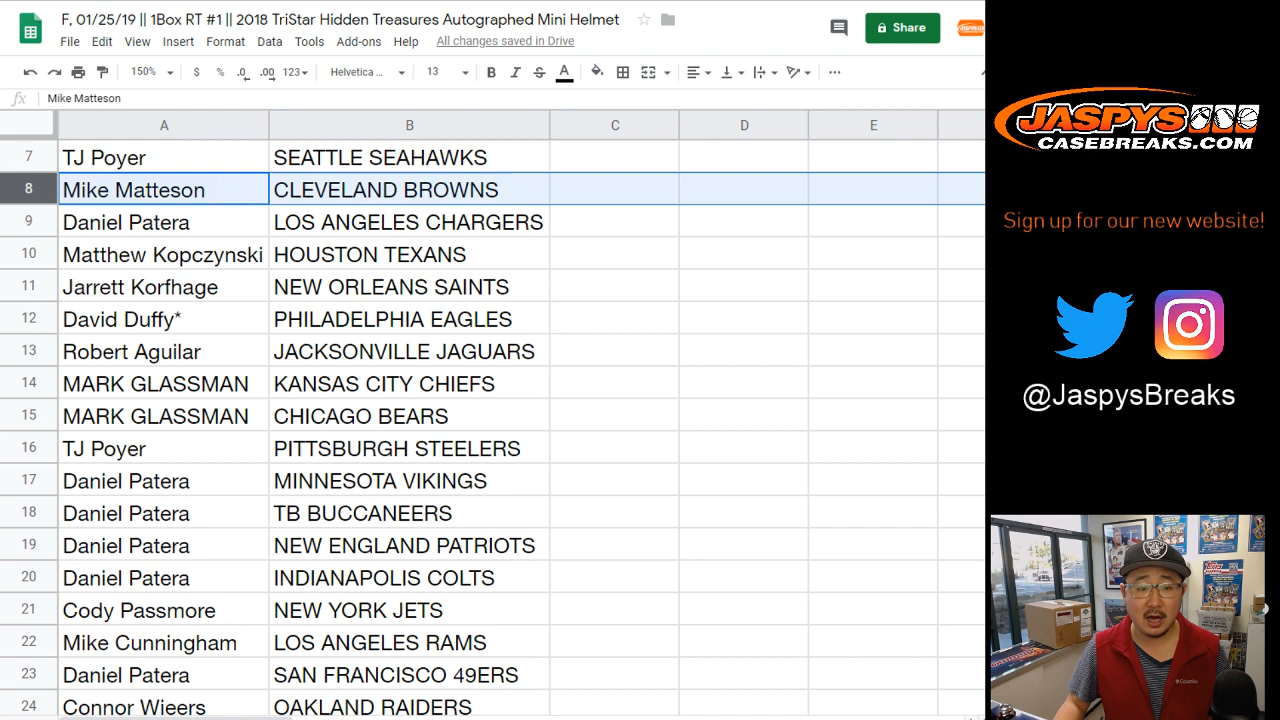 F, 01/25/19 || 1Box RT #1 || 2018 TriStar Hidden Treasures Autographed Mini Helmet
Share
File Edit View Insert Format Data Tools Add-ons Help All changes saved in Drive
150% $ % .0 .00 123 Helvetica ... 13 B I S A
fx Mike Matteson
A B C D E
7 TJ Poyer SEATTLE SEAHAWKS
8 Mike Matteson CLEVELAND BROWNS
9 Daniel Patera LOS ANGELES CHARGERS
10 Matthew Kopczynski HOUSTON TEXANS
11 Jarrett Korfhage NEW ORLEANS SAINTS
12 David Duffy* PHILADELPHIA EAGLES
13 Robert Aguilar JACKSONVILLE JAGUARS
14 MARK GLASSMAN KANSAS CITY CHIEFS
15 MARK GLASSMAN CHICAGO BEARS
16 TJ Poyer PITTSBURGH STEELERS
17 Daniel Patera MINNESOTA VIKINGS
18 Daniel Patera TB BUCCANEERS
19 Daniel Patera NEW ENGLAND PATRIOTS
20 Daniel Patera INDIANAPOLIS COLTS
21 Cody Passmore NEW YORK JETS
22 Mike Cunningham LOS ANGELES RAMS
23 Daniel Patera SAN FRANCISCO 49ERS
24 Connor Wieers OAKLAND RAIDERS
JASPYS
CASEBREAKS.COM
Sign up for our new website!
@JaspysBreaks
Columbia